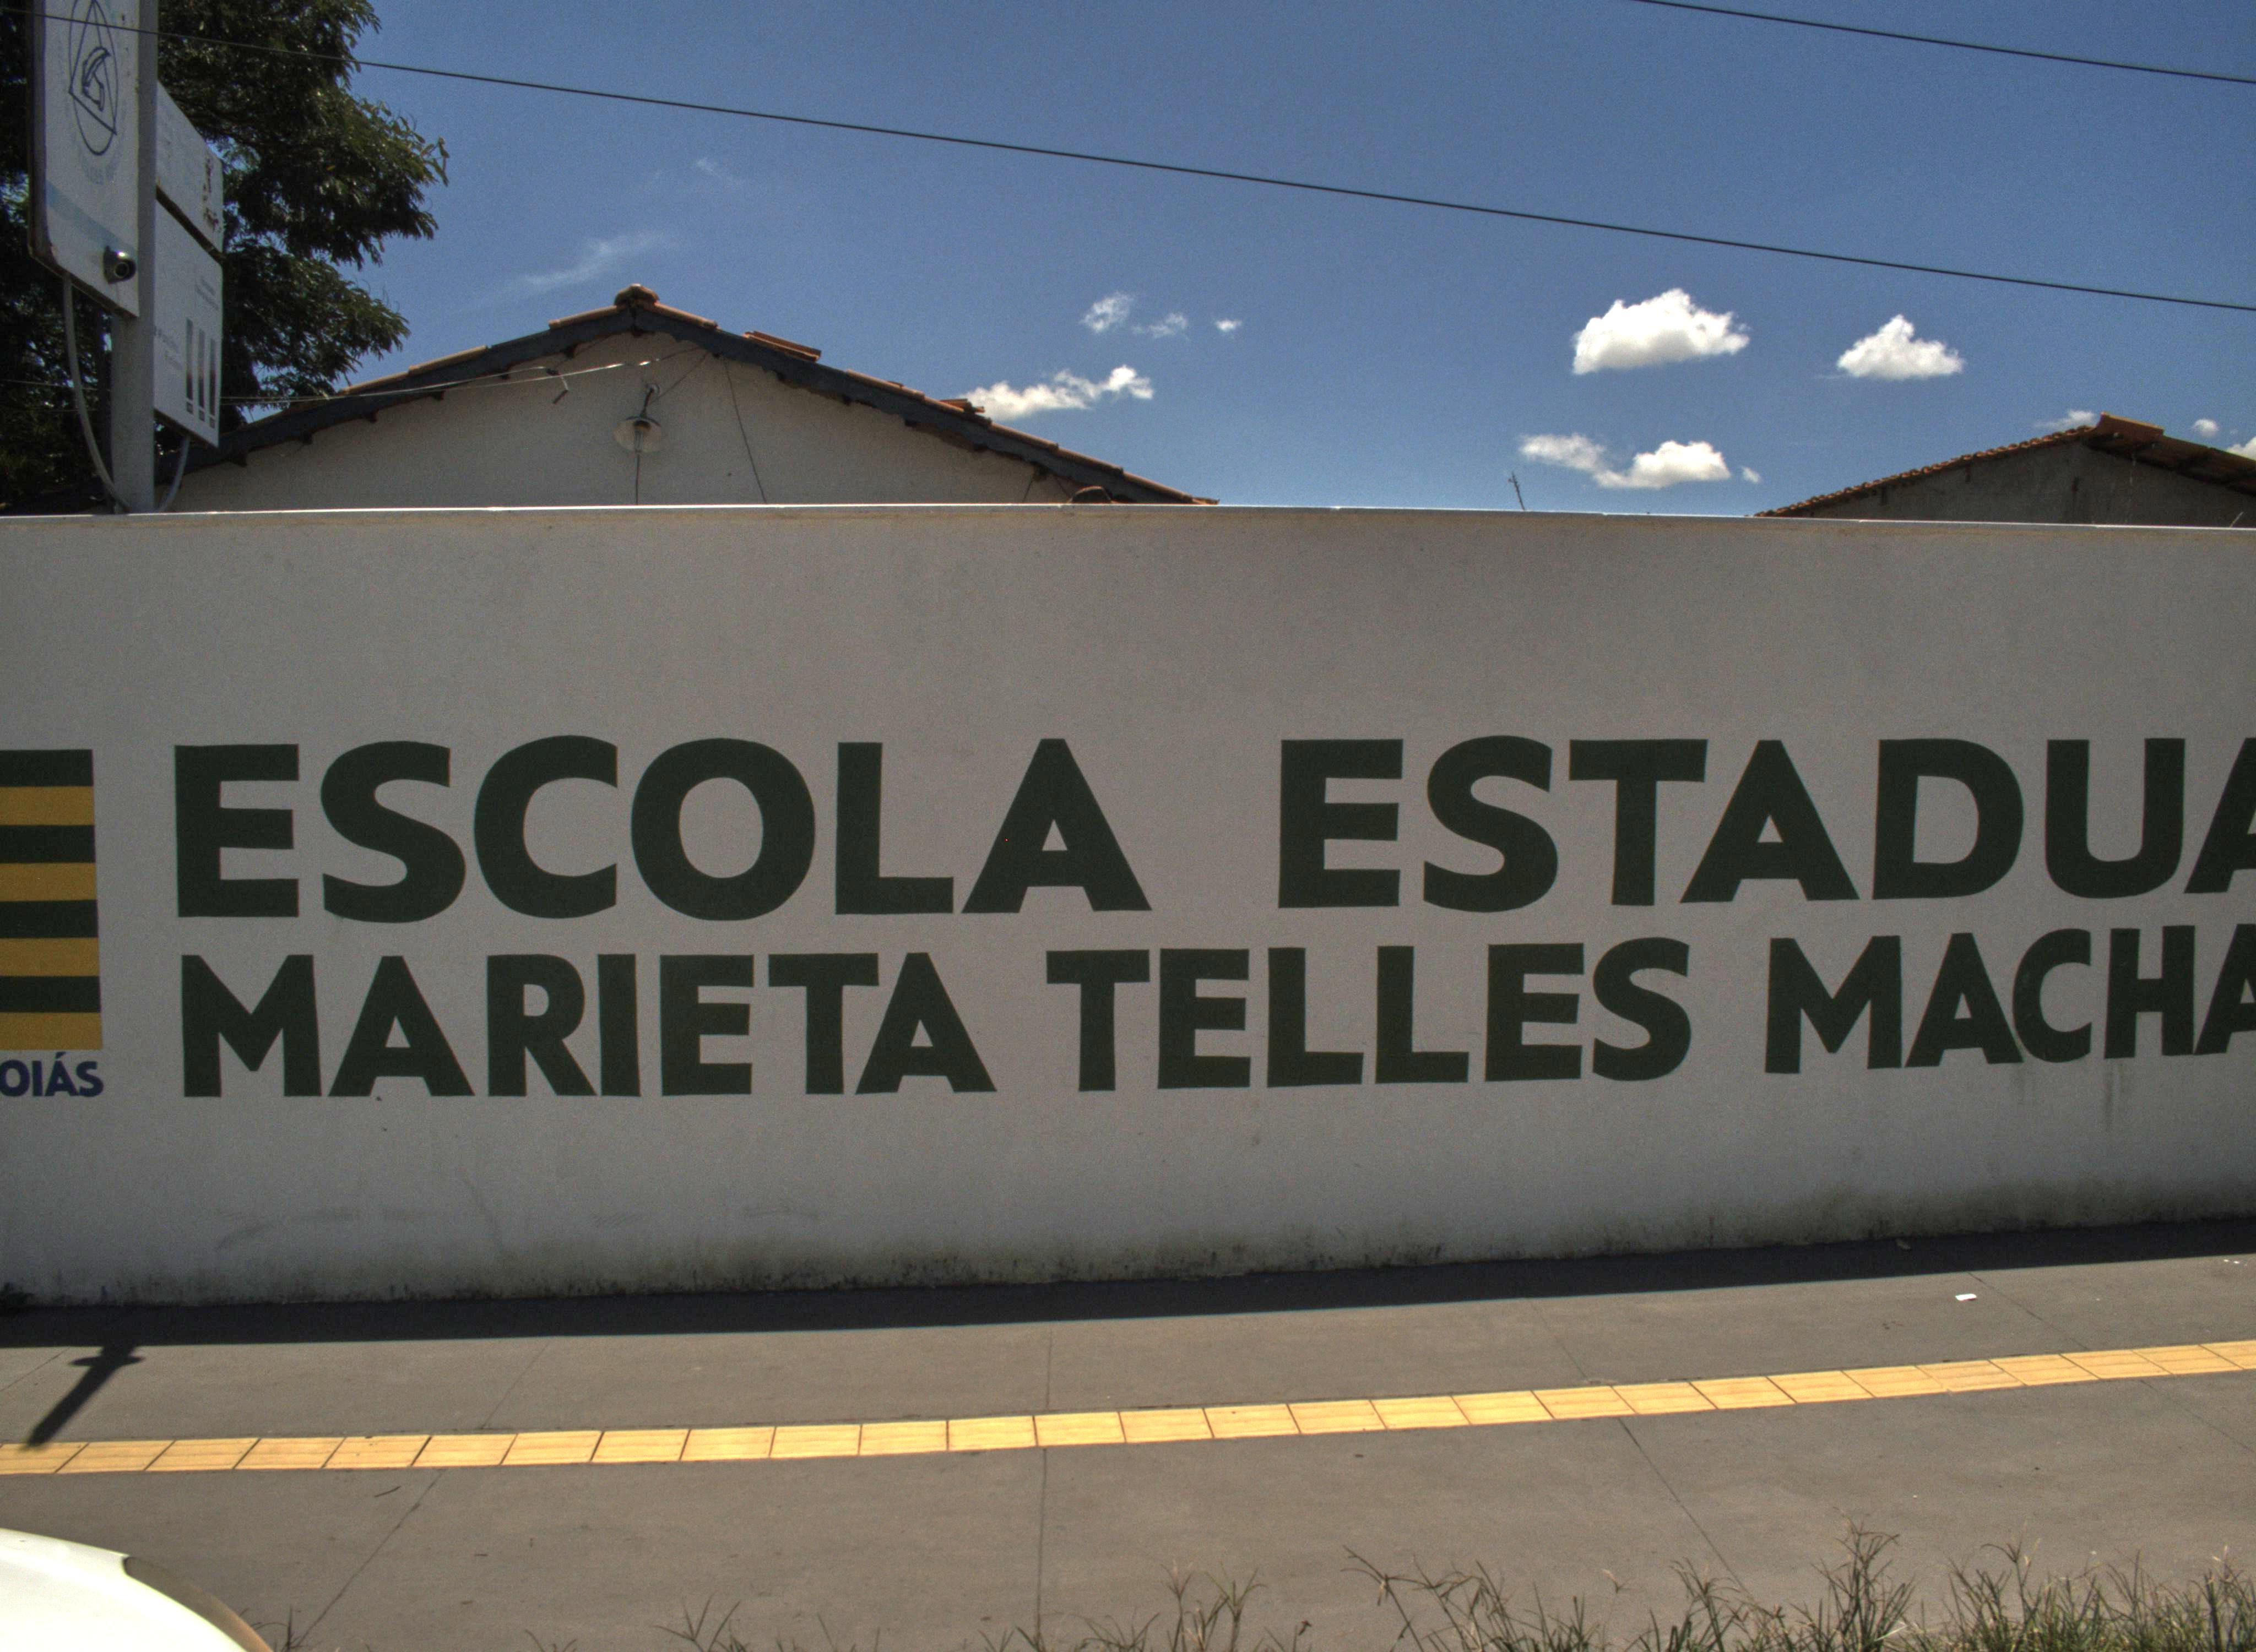 ESCOLA ESTADUA
MARIETA TELLES MACHA
OIÁS